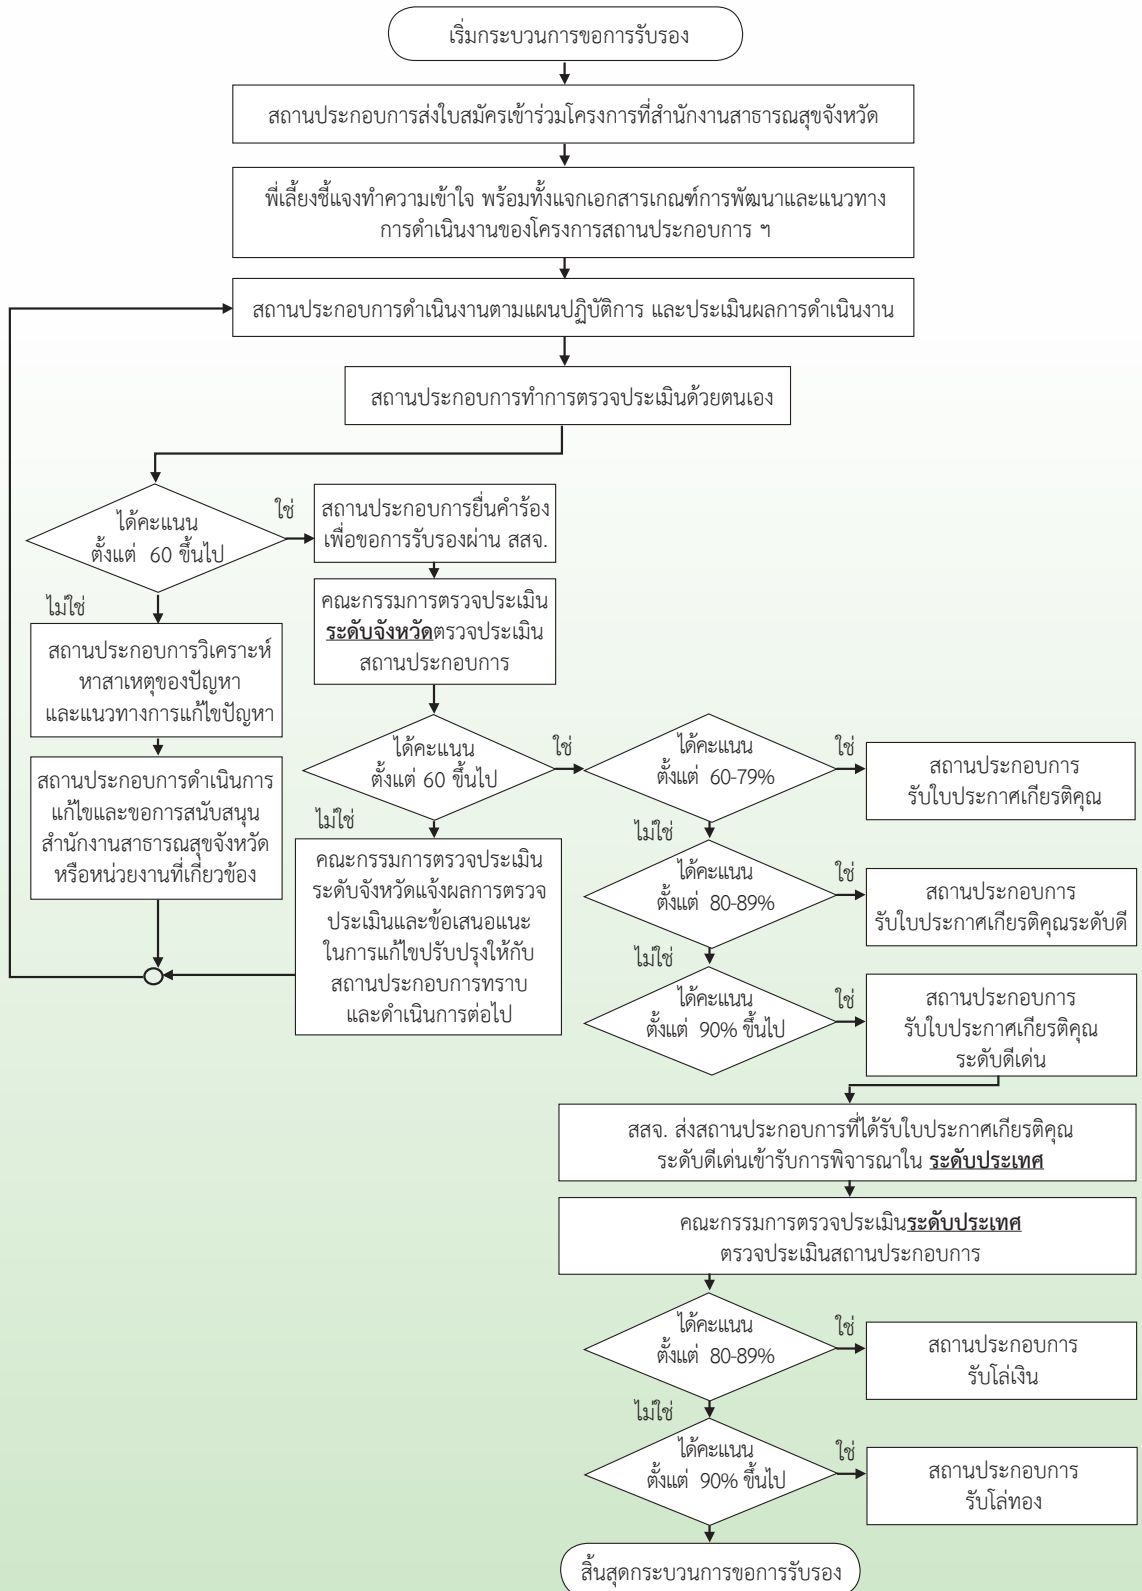 เริ่มกระบวนการขอการรับรอง
สถานประกอบการส่งใบสมัครเข้าร่วมโครงการที่สำนักงานสาธารณสุขจังหวัด
พี่เลี้ยงชี้แจงทำความเข้าใจ พร้อมทั้งแจกเอกสารเกณฑ์การพัฒนาและแนวทาง
การดำเนินงานของโครงการสถานประกอบการ ฯ
สถานประกอบการดำเนินงานตามแผนปฏิบัติการ และประเมินผลการดำเนินงาน
สถานประกอบการทำการตรวจประเมินด้วยตนเอง
ได้คะแนน
ตั้งแต่ 60 ขึ้นไป
ใช่
สถานประกอบการยื่นคำร้อง
เพื่อขอการรับรองผ่าน สสจ.
ไม่ใช่
สถานประกอบการวิเคราะห์
หาสาเหตุของปัญหา
และแนวทางการแก้ไขปัญหา
คณะกรรมการตรวจประเมิน
ระดับจังหวัดตรวจประเมิน
สถานประกอบการ
สถานประกอบการดำเนินการ
แก้ไขและขอการสนับสนุน
สำนักงานสาธารณสุขจังหวัด
หรือหน่วยงานที่เกี่ยวข้อง
ได้คะแนน
ตั้งแต่ 60 ขึ้นไป
ใช่
ได้คะแนน
ตั้งแต่ 60-79%
ใช่
สถานประกอบการ
รับใบประกาศเกียรติคุณ
ไม่ใช่
คณะกรรมการตรวจประเมิน
ระดับจังหวัดแจ้งผลการตรวจ
ประเมินและข้อเสนอแนะ
ในการแก้ไขปรับปรุงให้กับ
สถานประกอบการทราบ
และดำเนินการต่อไป
ไม่ใช่
ได้คะแนน
ตั้งแต่ 80-89%
ใช่
สถานประกอบการ
รับใบประกาศเกียรติคุณระดับดี
ไม่ใช่
ได้คะแนน
ตั้งแต่ 90% ขึ้นไป
ใช่
สถานประกอบการ
รับใบประกาศเกียรติคุณ
ระดับดีเด่น
สสจ. ส่งสถานประกอบการที่ได้รับใบประกาศเกียรติคุณ
ระดับดีเด่นเข้ารับการพิจารณาใน ระดับประเทศ
คณะกรรมการตรวจประเมินระดับประเทศ
ตรวจประเมินสถานประกอบการ
ได้คะแนน
ตั้งแต่ 80-89%
ใช่
สถานประกอบการ
รับโล่เงิน
ไม่ใช่
ได้คะแนน
ตั้งแต่ 90% ขึ้นไป
ใช่
สถานประกอบการ
รับโล่ทอง
สิ้นสุดกระบวนการขอการรับรอง